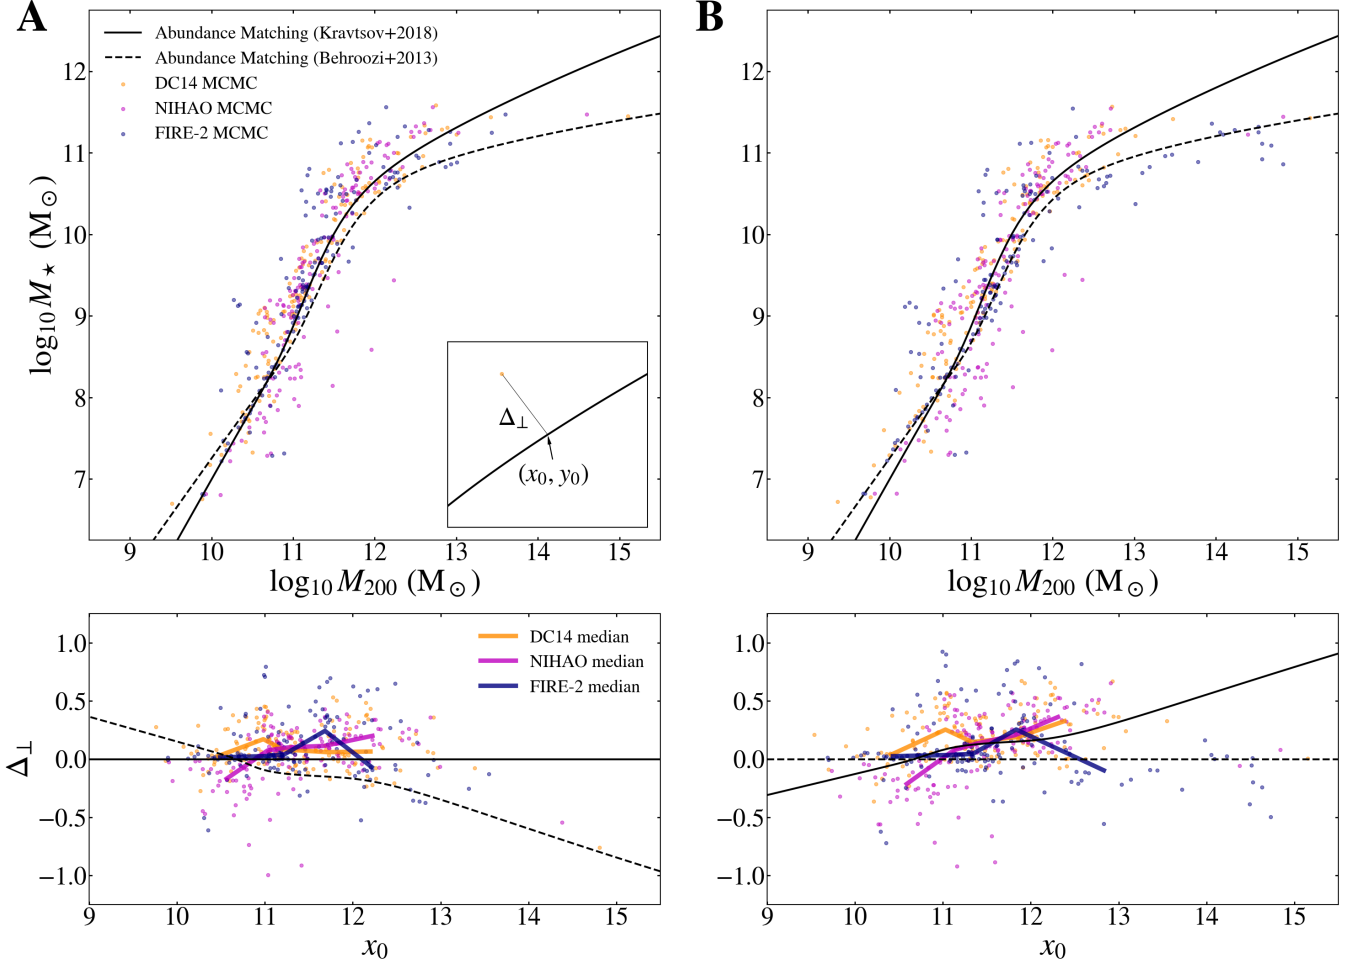 A
B
Abundance Matching (Kravtsov+2018)
Abundance Matching (Behroozi+2013)
DC14 MCMC
NIHAO MCMC
FIRE-2 MCMC
log₁₀ M⋆ (M⊙)
12
11
10
9
8
7
Δ⊥
(x₀, y₀)
9 10 11 12 13 14 15
log₁₀ M₂₀₀ (M⊙)
12
11
10
9
8
7
9 10 11 12 13 14 15
log₁₀ M₂₀₀ (M⊙)
DC14 median
NIHAO median
FIRE-2 median
Δ⊥
1.0
0.5
0.0
−0.5
−1.0
9 10 11 12 13 14 15
x₀
1.0
0.5
0.0
−0.5
−1.0
9 10 11 12 13 14 15
x₀